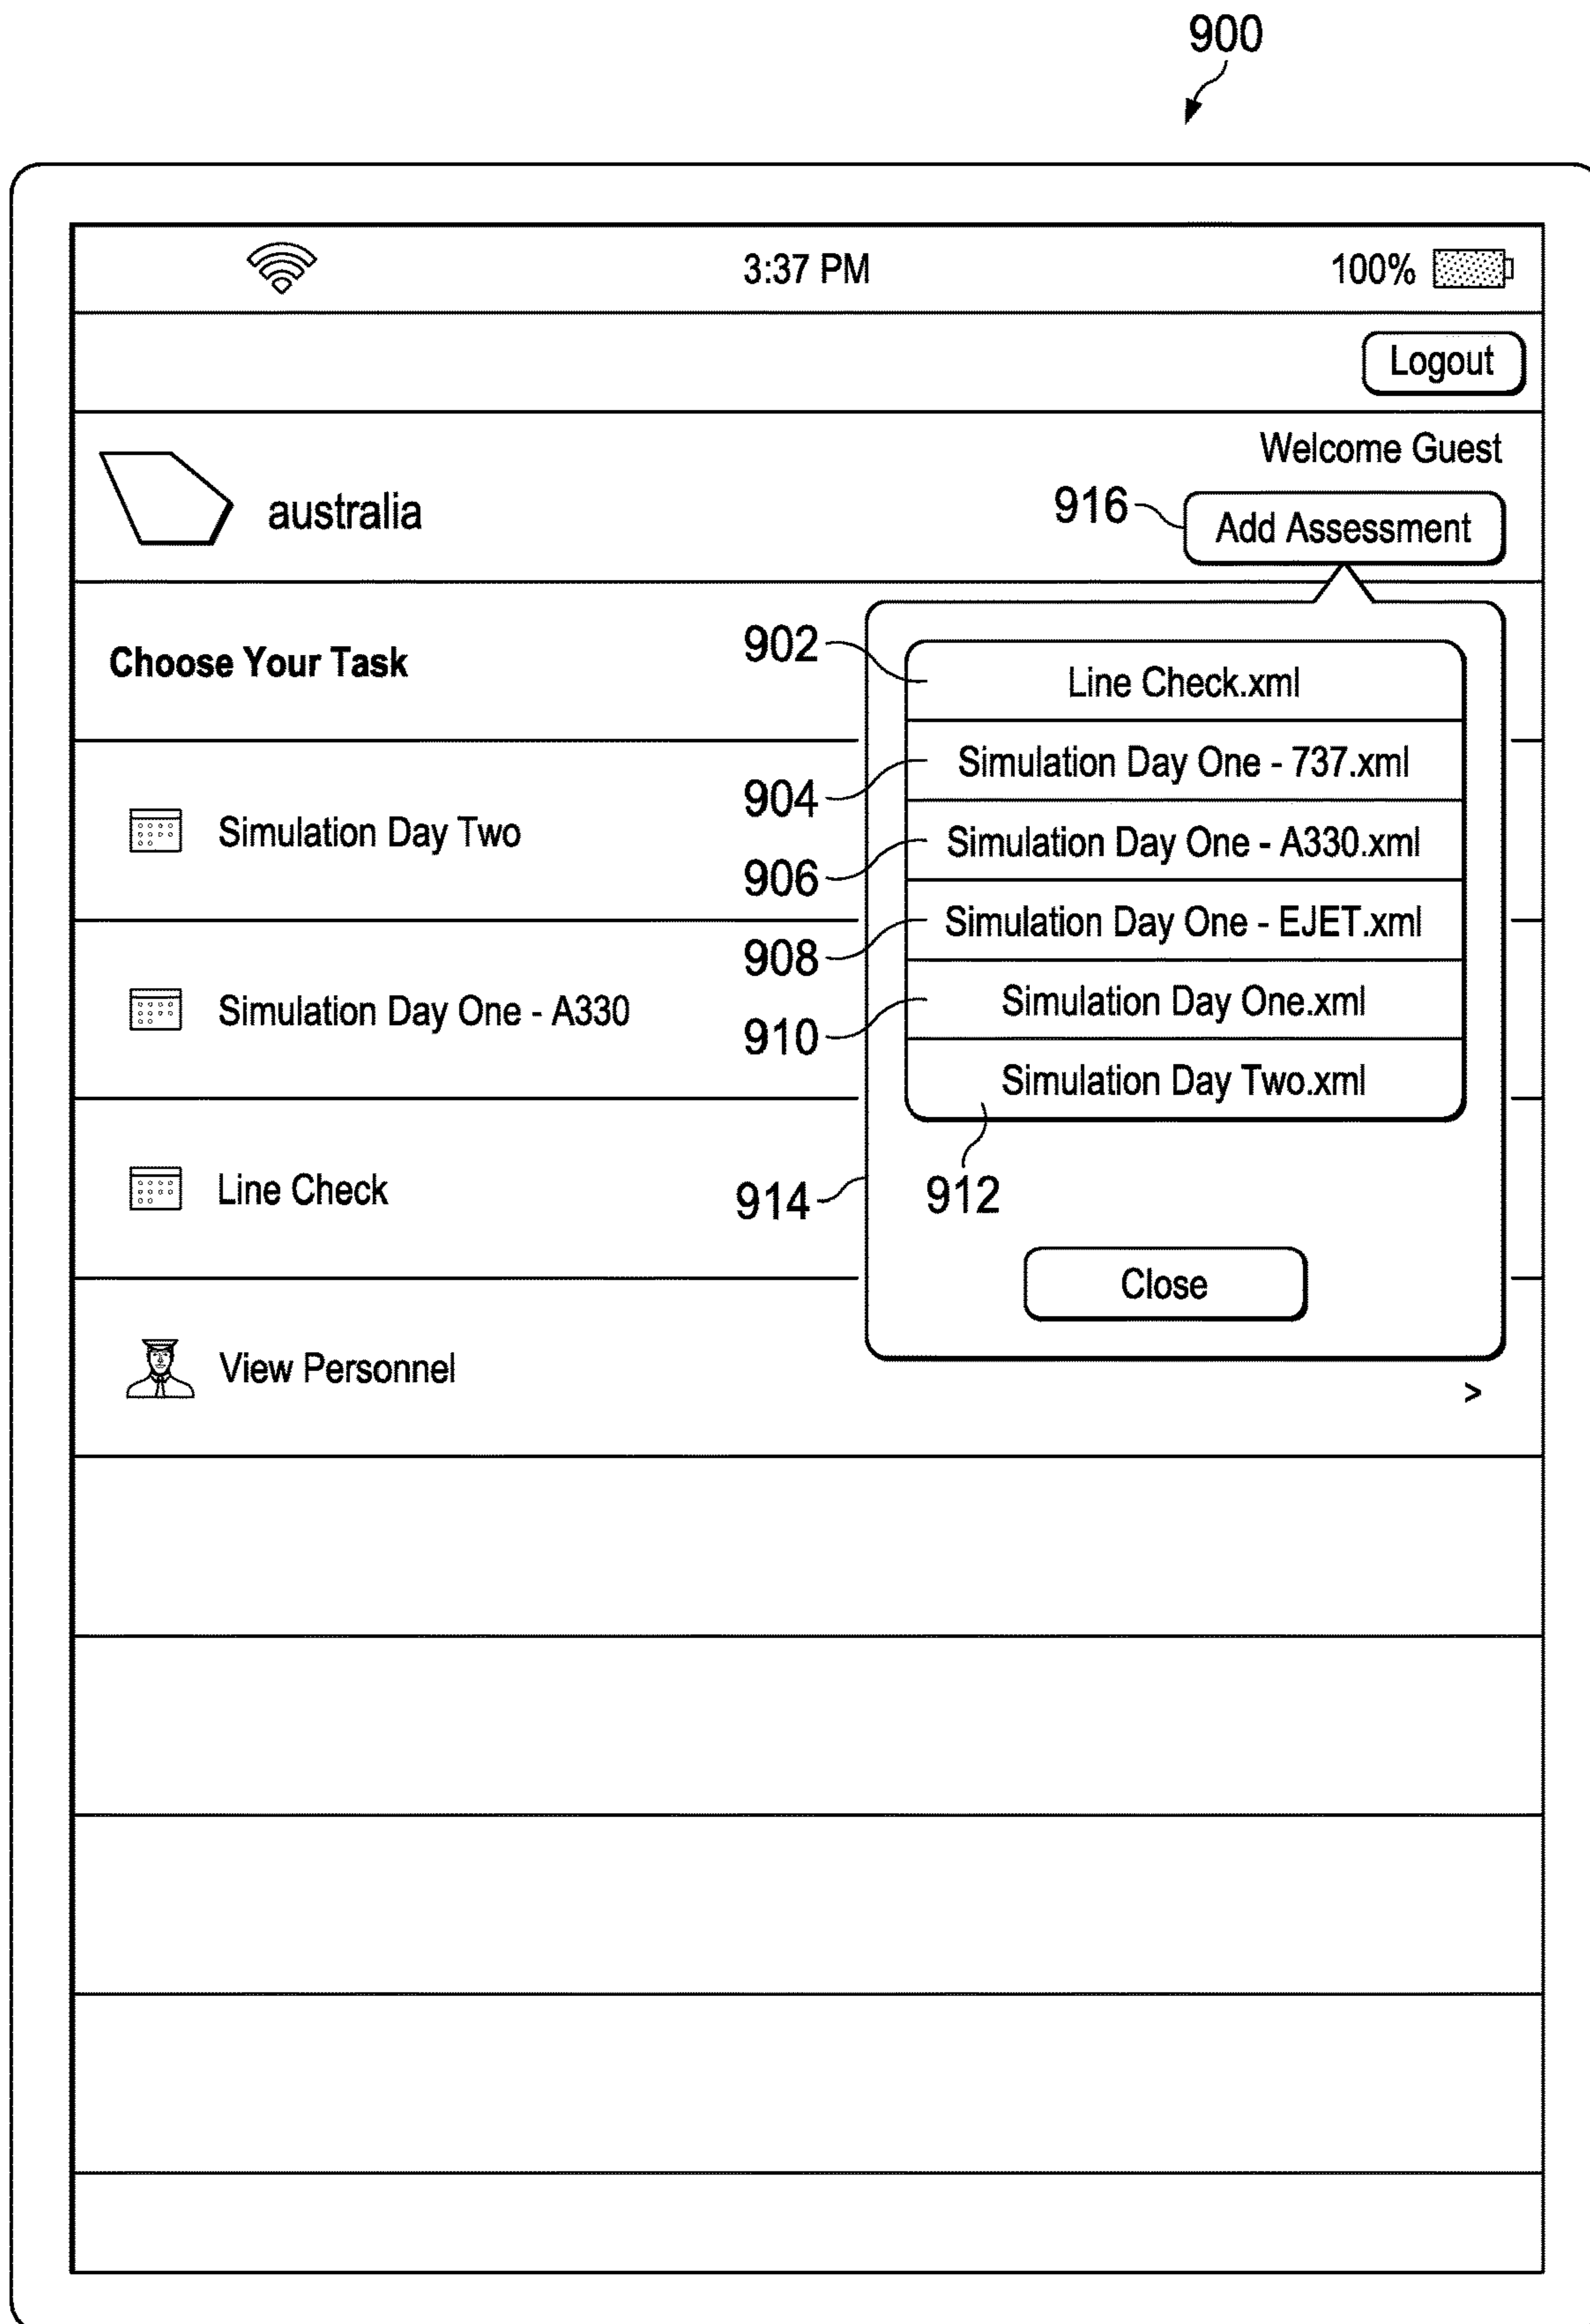 900
3:37 PM
100%
Logout
Welcome Guest
australia
916
Add Assessment
Choose Your Task
902
Line Check.xml
904
Simulation Day One - 737.xml
Simulation Day Two
906
Simulation Day One - A330.xml
908
Simulation Day One - EJET.xml
Simulation Day One - A330
910
Simulation Day One.xml
Simulation Day Two.xml
Line Check
914
912
Close
View Personnel
>